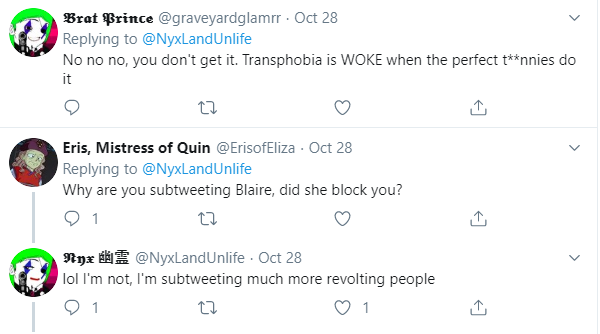 𝕭𝖗𝖆𝖙 𝕻𝖗𝖎𝖓𝖈𝖊 @graveyardglamrr · Oct 28
Replying to @NyxLandUnlife
No no no, you don't get it. Transphobia is WOKE when the perfect t**nnies do
it
Eris, Mistress of Quin @ErisofEliza · Oct 28
Replying to @NyxLandUnlife
Why are you subtweeting Blaire, did she block you?
1
𝕹𝖞𝖝 幽霊 @NyxLandUnlife · Oct 28
lol I'm not, I'm subtweeting much more revolting people
1 1